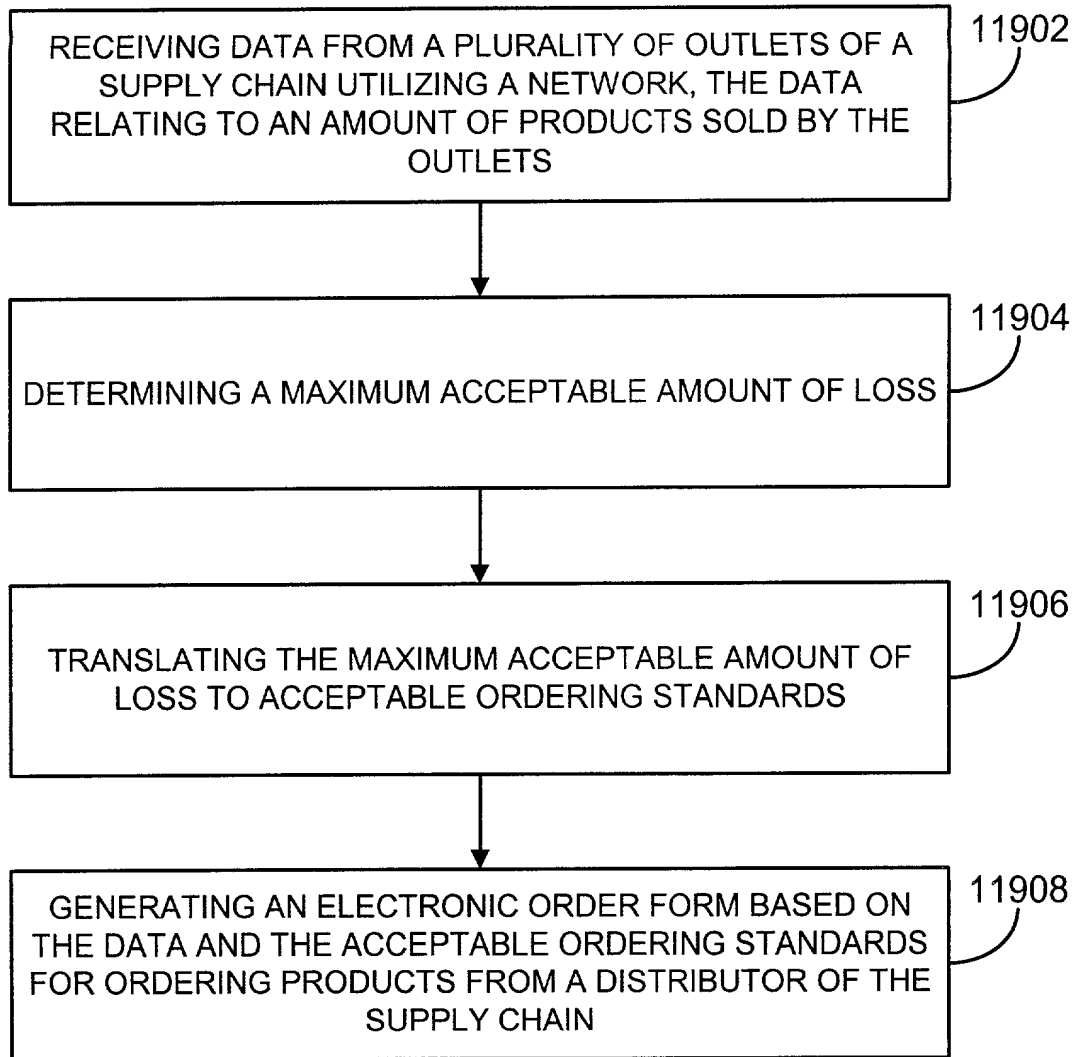 RECEIVING DATA FROM A PLURALITY OF OUTLETS OF A
SUPPLY CHAIN UTILIZING A NETWORK, THE DATA
RELATING TO AN AMOUNT OF PRODUCTS SOLD BY THE
OUTLETS
11902
DETERMINING A MAXIMUM ACCEPTABLE AMOUNT OF LOSS
11904
TRANSLATING THE MAXIMUM ACCEPTABLE AMOUNT OF
LOSS TO ACCEPTABLE ORDERING STANDARDS
11906
GENERATING AN ELECTRONIC ORDER FORM BASED ON
THE DATA AND THE ACCEPTABLE ORDERING STANDARDS
FOR ORDERING PRODUCTS FROM A DISTRIBUTOR OF THE
SUPPLY CHAIN
11908